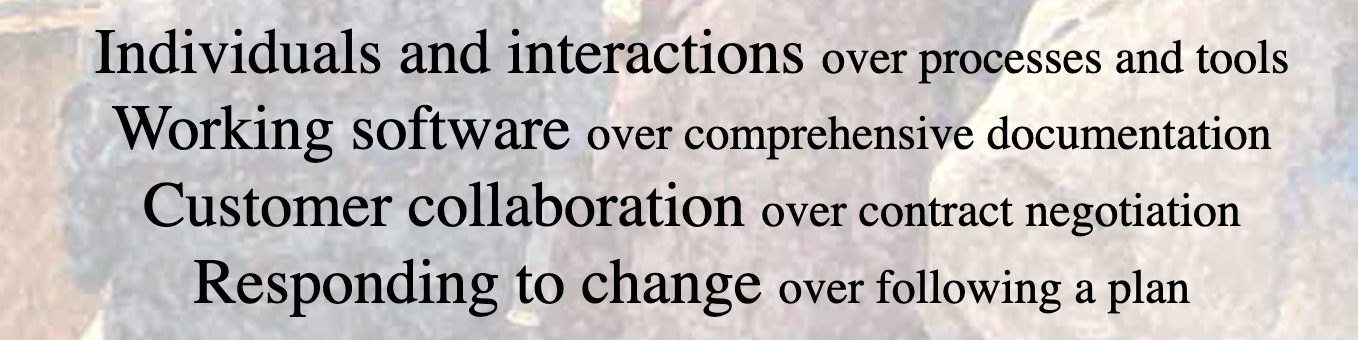 Individuals and interactions over processes and tools
Working software over comprehensive documentation
Customer collaboration over contract negotiation
Responding to change over following a plan